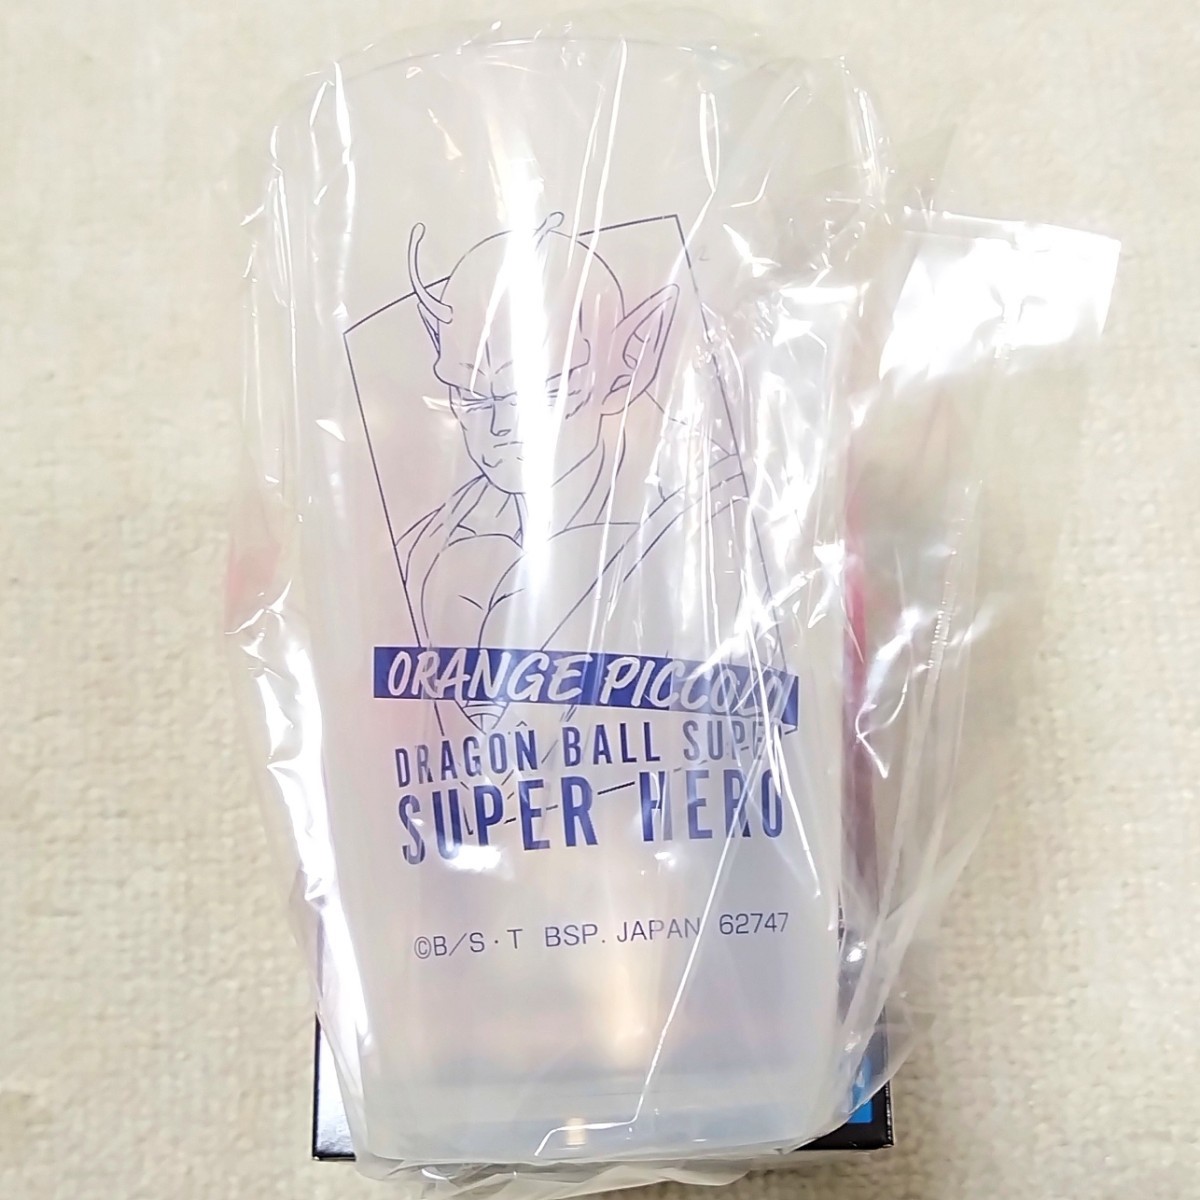 ORANGE PICCOLO
DRAGON BALL SUPER
SUPER HERO
©B/S・T BSP. JAPAN 62747